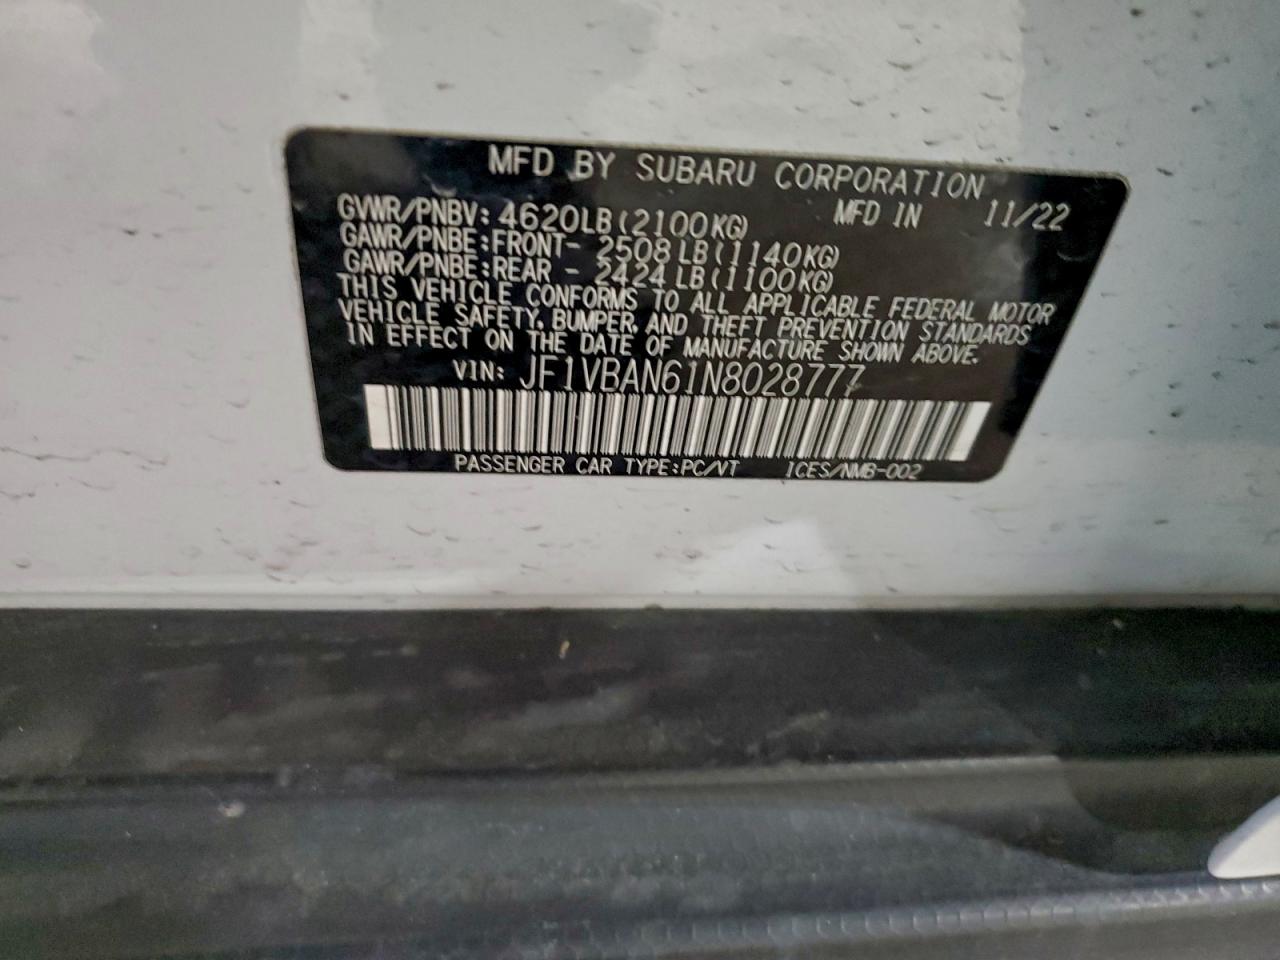 MFD BY SUBARU CORPORATION
GVWR/PNBV: 4620LB(2100KG) MFD IN 11/22
GAWR/PNBE:FRONT- 2508LB(1140KG)
GAWR/PNBE:REAR - 2424LB(1100KG)
THIS VEHICLE CONFORMS TO ALL APPLICABLE FEDERAL MOTOR
VEHICLE SAFETY, BUMPER, AND THEFT PREVENTION STANDARDS
IN EFFECT ON THE DATE OF MANUFACTURE SHOWN ABOVE.
VIN: JF1VBAN61N8028777
PASSENGER CAR TYPE:PC/VT ICES/NMB-002